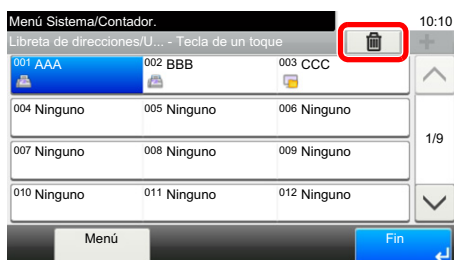 Menú Sistema/Contador. 10:10
Libreta de direcciones/U... - Tecla de un toque
001 AAA 002 BBB 003 CCC
004 Ninguno 005 Ninguno 006 Ninguno
1/9
007 Ninguno 008 Ninguno 009 Ninguno
010 Ninguno 011 Ninguno 012 Ninguno
Menú Fin